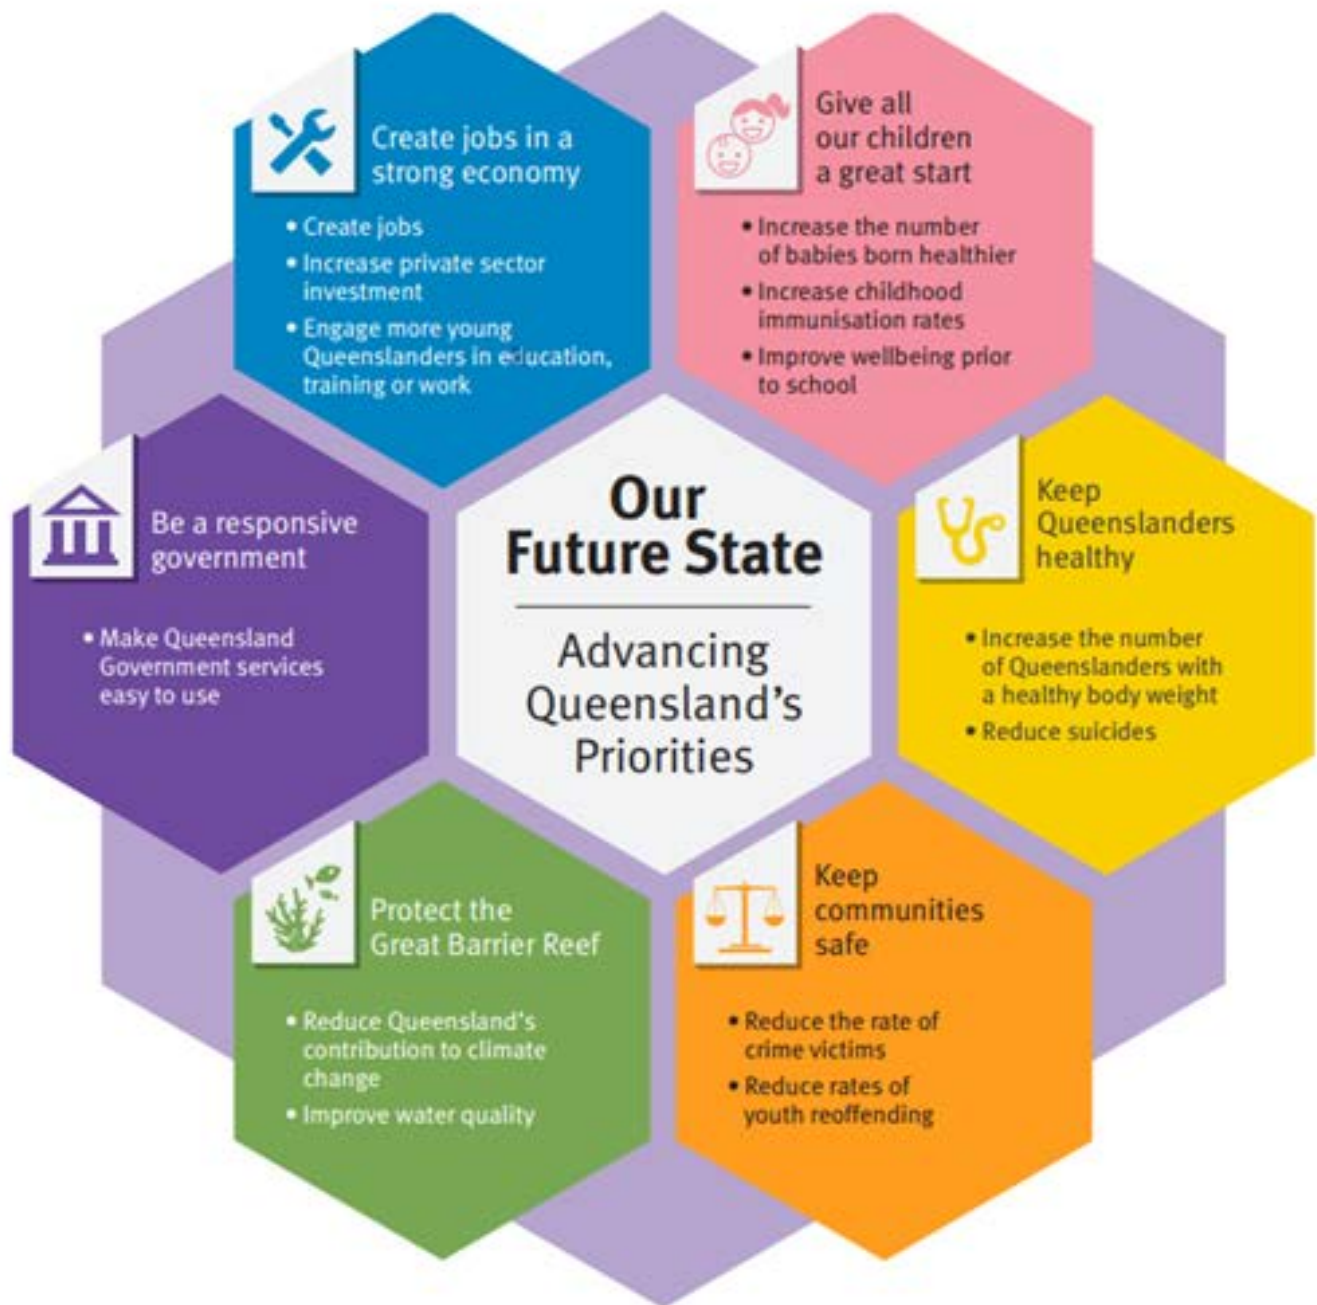 Create jobs in a
strong economy
• Create jobs
• Increase private sector
investment
• Engage more young
Queenslanders in education,
training or work
Give all
our children
a great start
• Increase the number
of babies born healthier
• Increase childhood
immunisation rates
• Improve wellbeing prior
to school
Be a responsive
government
• Make Queensland
Government services
easy to use
Our
Future State
Advancing
Queensland's
Priorities
Keep
Queenslanders
healthy
• Increase the number
of Queenslanders with
a healthy body weight
• Reduce suicides
Protect the
Great Barrier Reef
• Reduce Queensland's
contribution to climate
change
• Improve water quality
Keep
communities
safe
• Reduce the rate of
crime victims
• Reduce rates of
youth reoffending